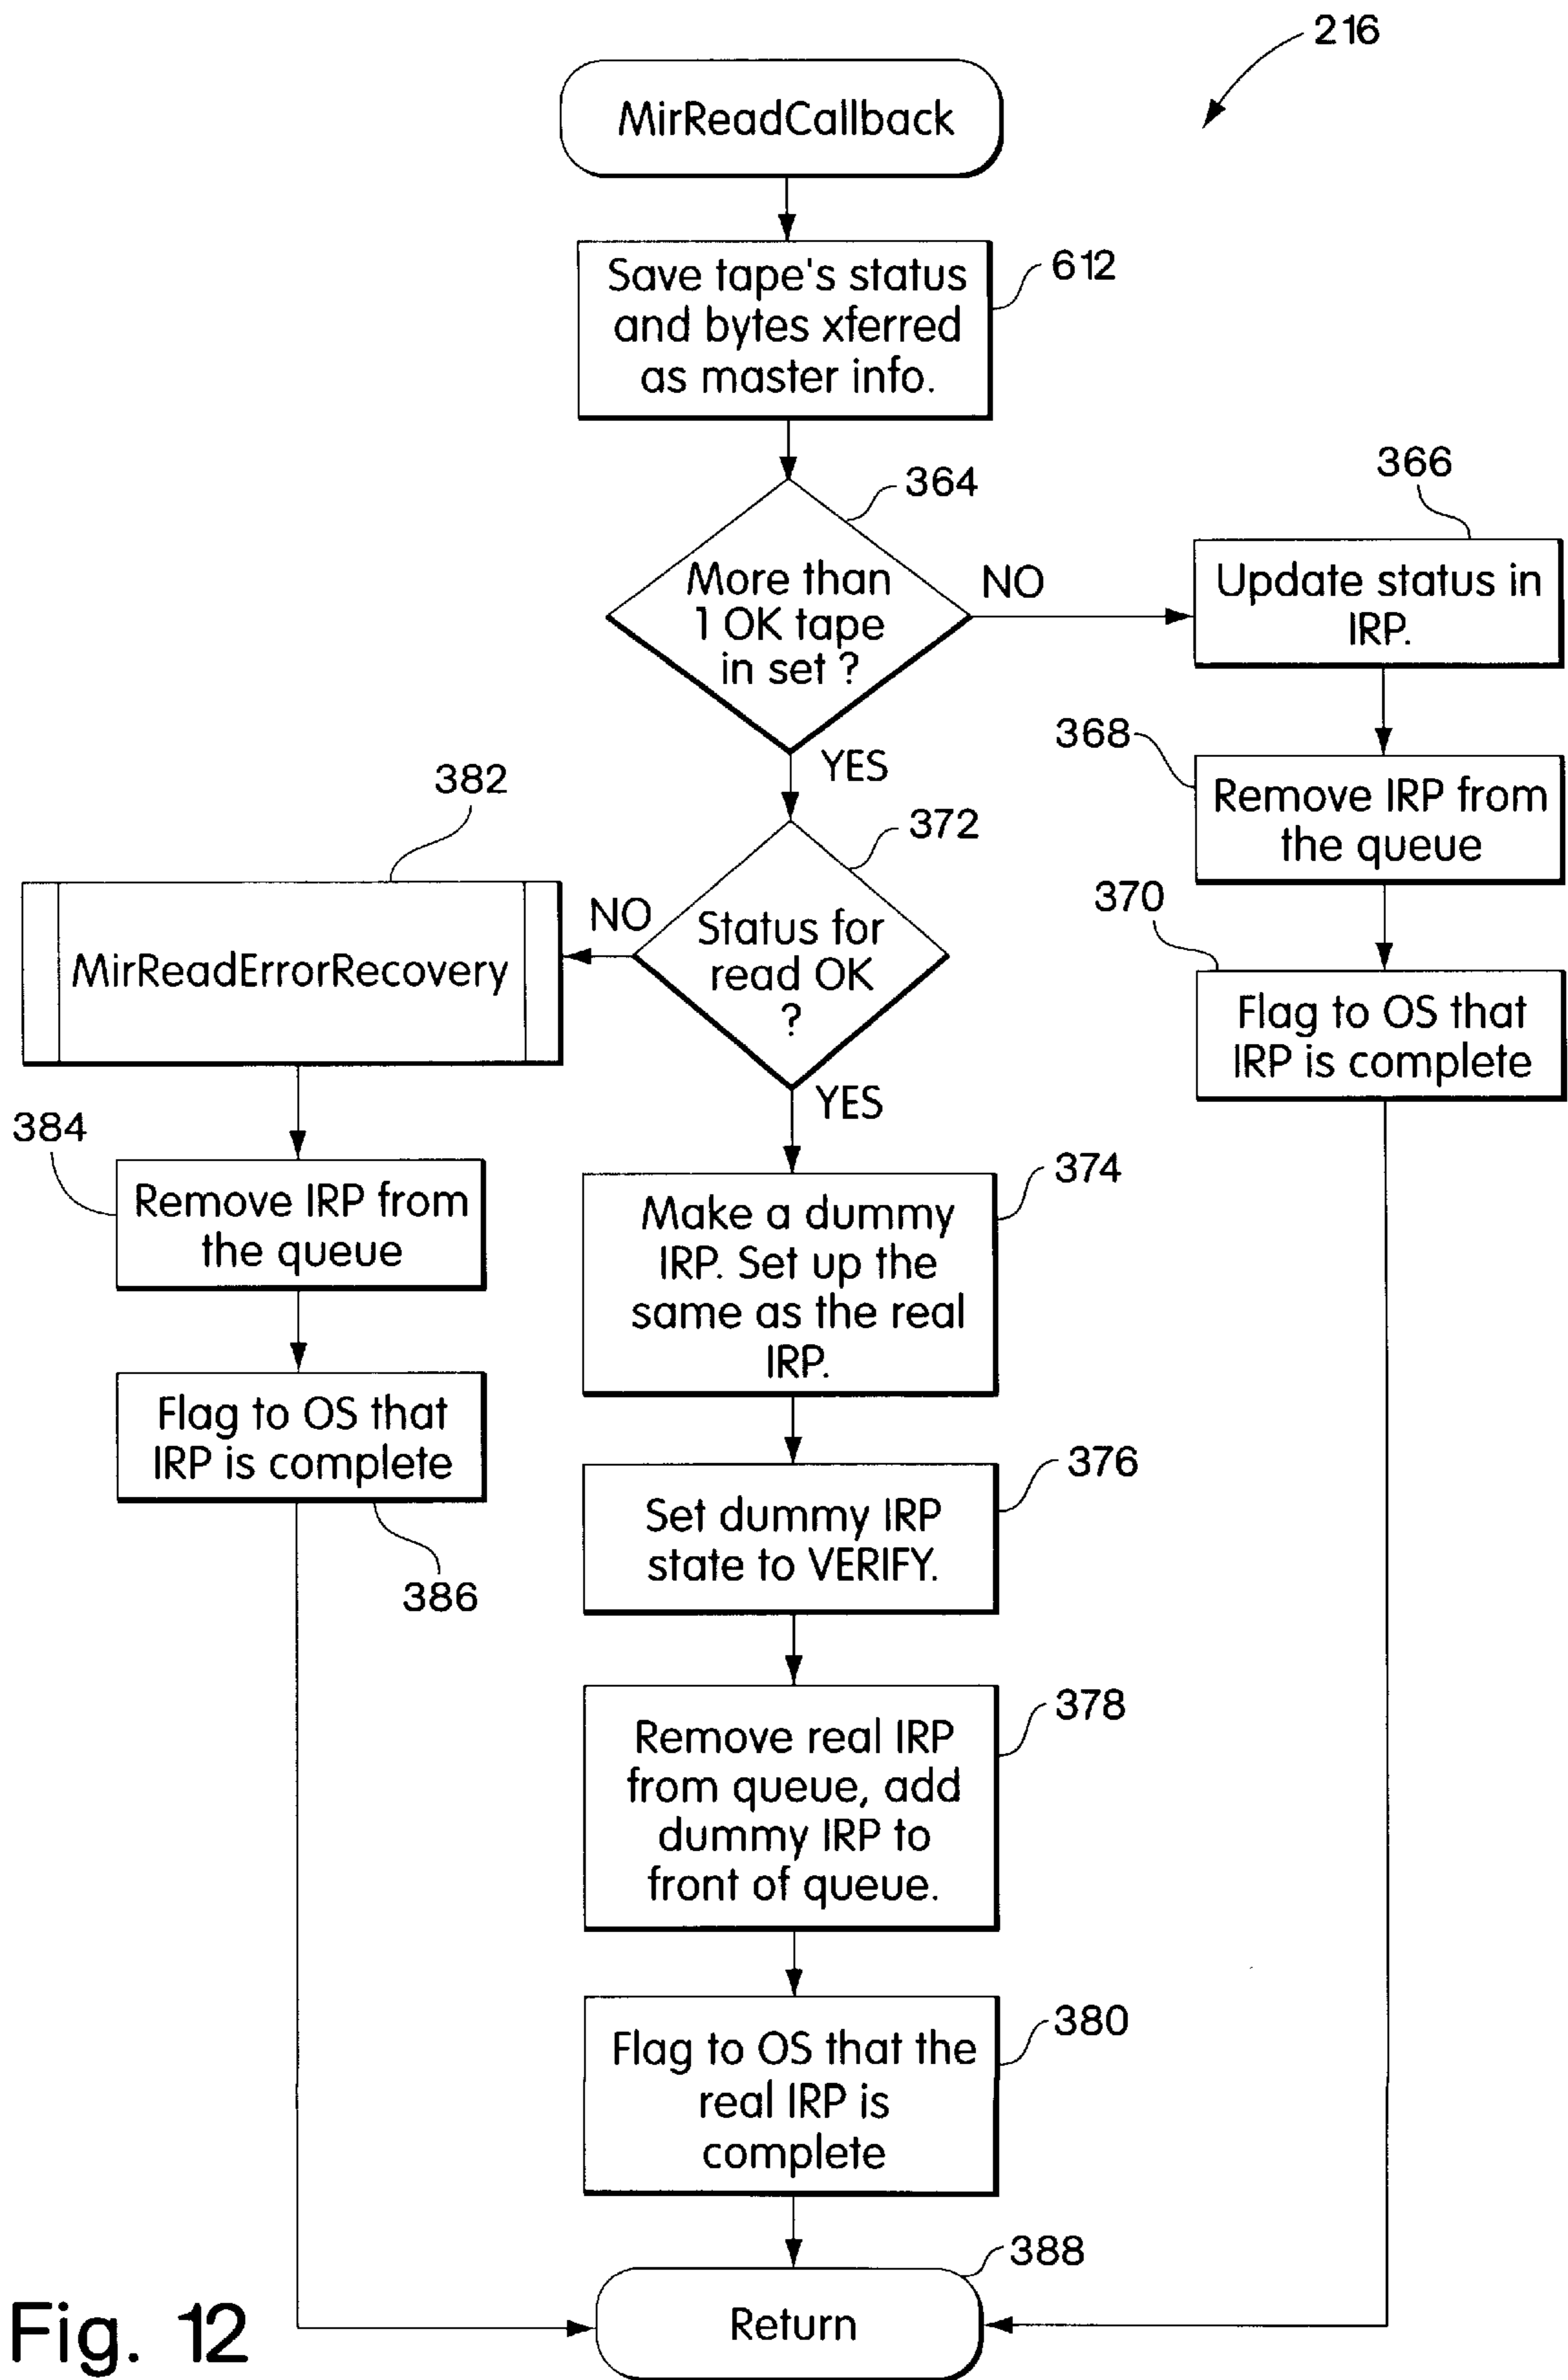 216
MirReadCallback
Save tape's status
and bytes xferred
as master info.
612
364
More than
1 OK tape
in set ?
NO
YES
366
Update status in
IRP.
368
Remove IRP from
the queue
370
Flag to OS that
IRP is complete
372
Status for
read OK
?
NO
YES
382
MirReadErrorRecovery
384
Remove IRP from
the queue
Flag to OS that
IRP is complete
386
374
Make a dummy
IRP. Set up the
same as the real
IRP.
376
Set dummy IRP
state to VERIFY.
378
Remove real IRP
from queue, add
dummy IRP to
front of queue.
380
Flag to OS that the
real IRP is
complete
388
Return
Fig. 12